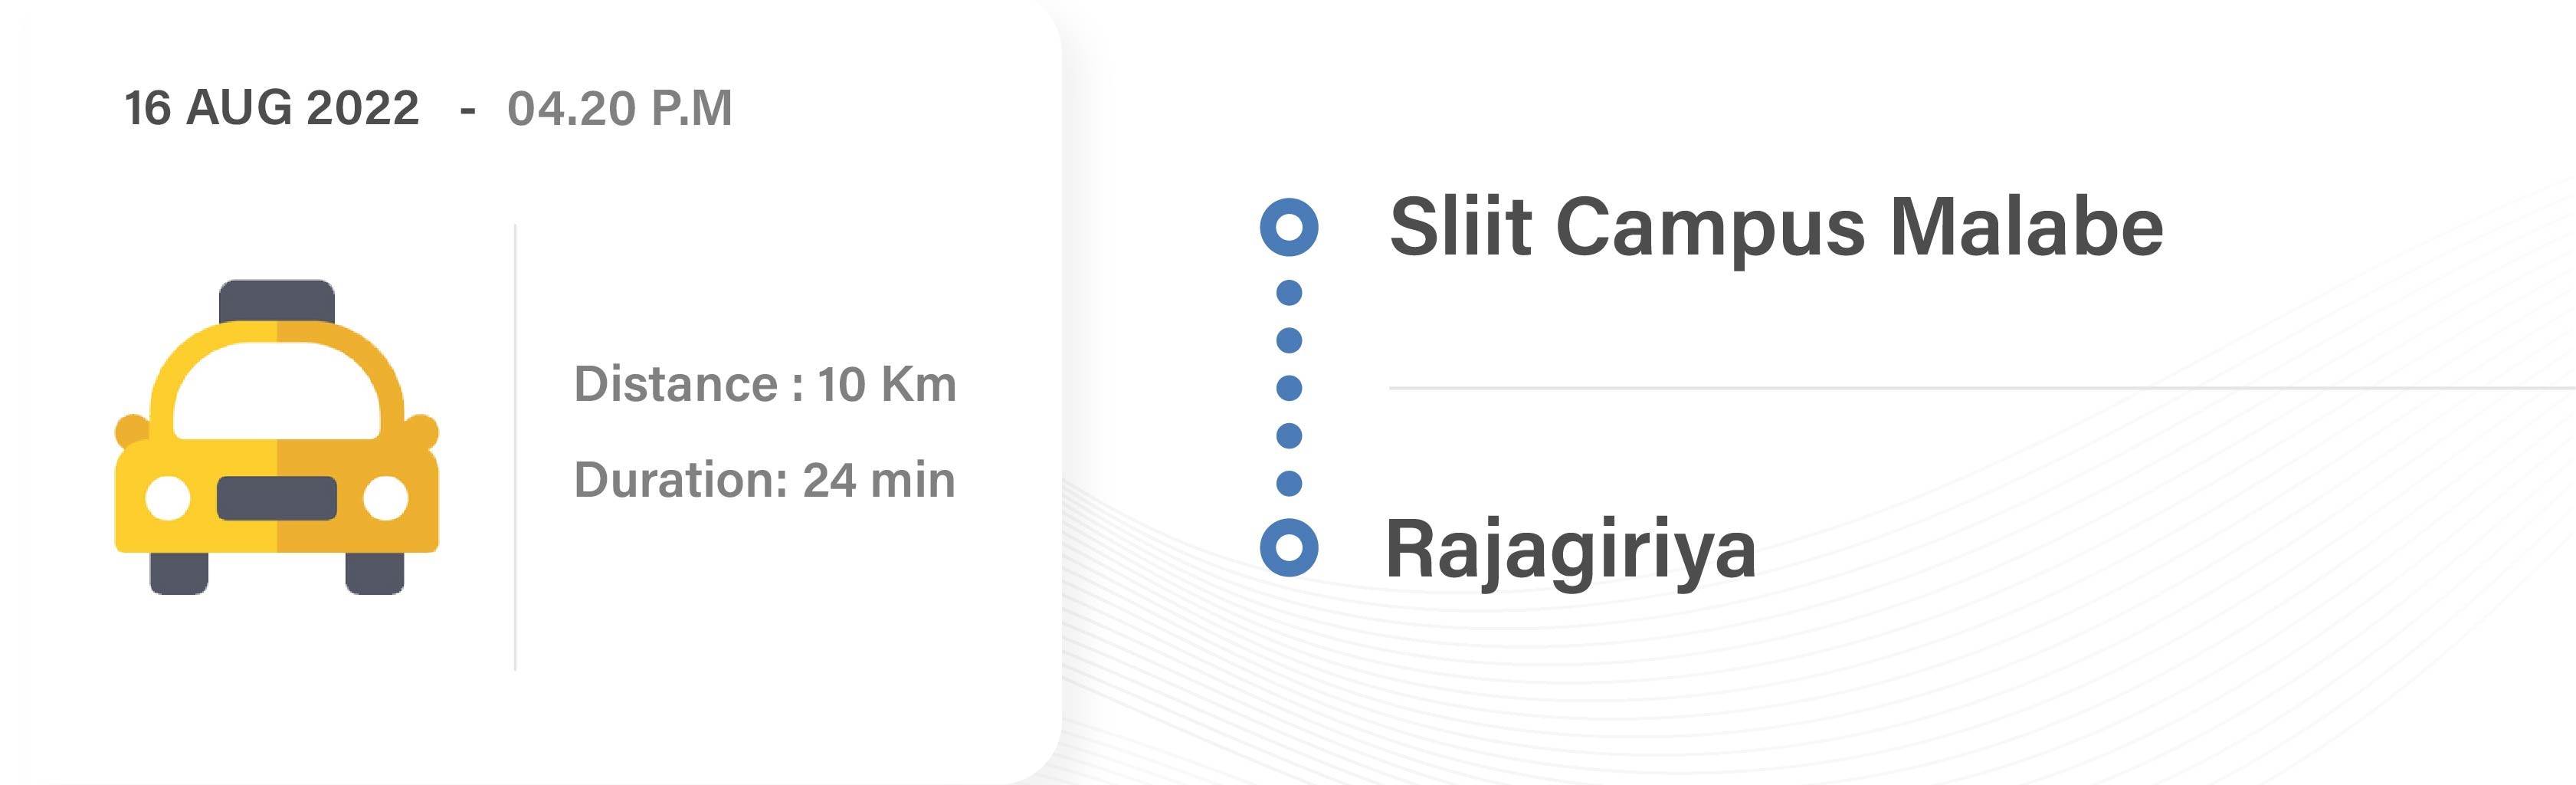 16 AUG 2022 - 04.20 P.M
Distance : 10 Km
Duration: 24 min
Sliit Campus Malabe
Rajagiriya